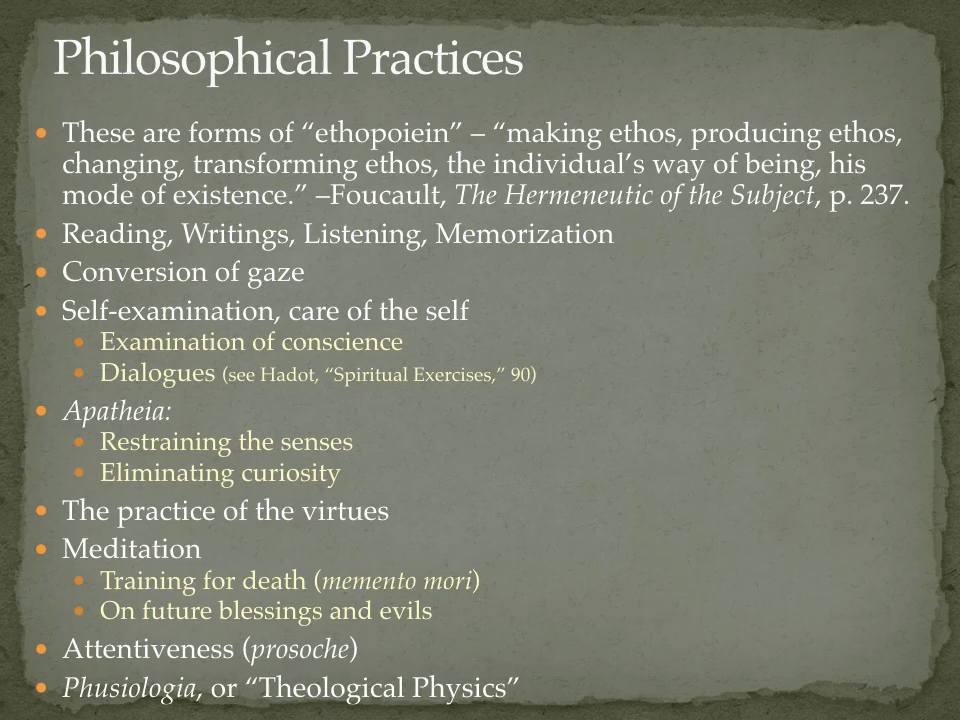 Philosophical Practices
These are forms of “ethopoiein” – “making ethos, producing ethos,
changing, transforming ethos, the individual’s way of being, his
mode of existence.” –Foucault, The Hermeneutic of the Subject, p. 237.
Reading, Writings, Listening, Memorization
Conversion of gaze
Self-examination, care of the self
Examination of conscience
Dialogues (see Hadot, “Spiritual Exercises,” 90)
Apatheia:
Restraining the senses
Eliminating curiosity
The practice of the virtues
Meditation
Training for death (memento mori)
On future blessings and evils
Attentiveness (prosoche)
Phusiologia, or “Theological Physics”